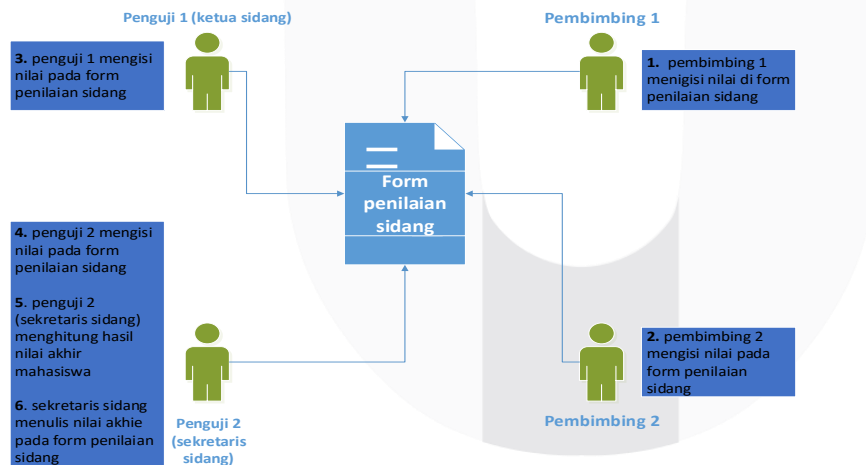 Penguji 1 (ketua sidang)
3. penguji 1 mengisi
nilai pada form
penilaian sidang
Pembimbing 1
1. pembimbing 1
menigisi nilai di form
penilaian sidang
Form
penilaian
sidang
4. penguji 2 mengisi
nilai pada form
penilaian sidang
5. penguji 2
(sekretaris sidang)
menghitung hasil
nilai akhir
mahasiswa
6. sekretaris sidang
menulis nilai akhie
pada form penilaian
sidang
Penguji 2
(sekretaris
sidang)
2. pembimbing 2
mengisi nilai pada
form penilaian
sidang
Pembimbing 2